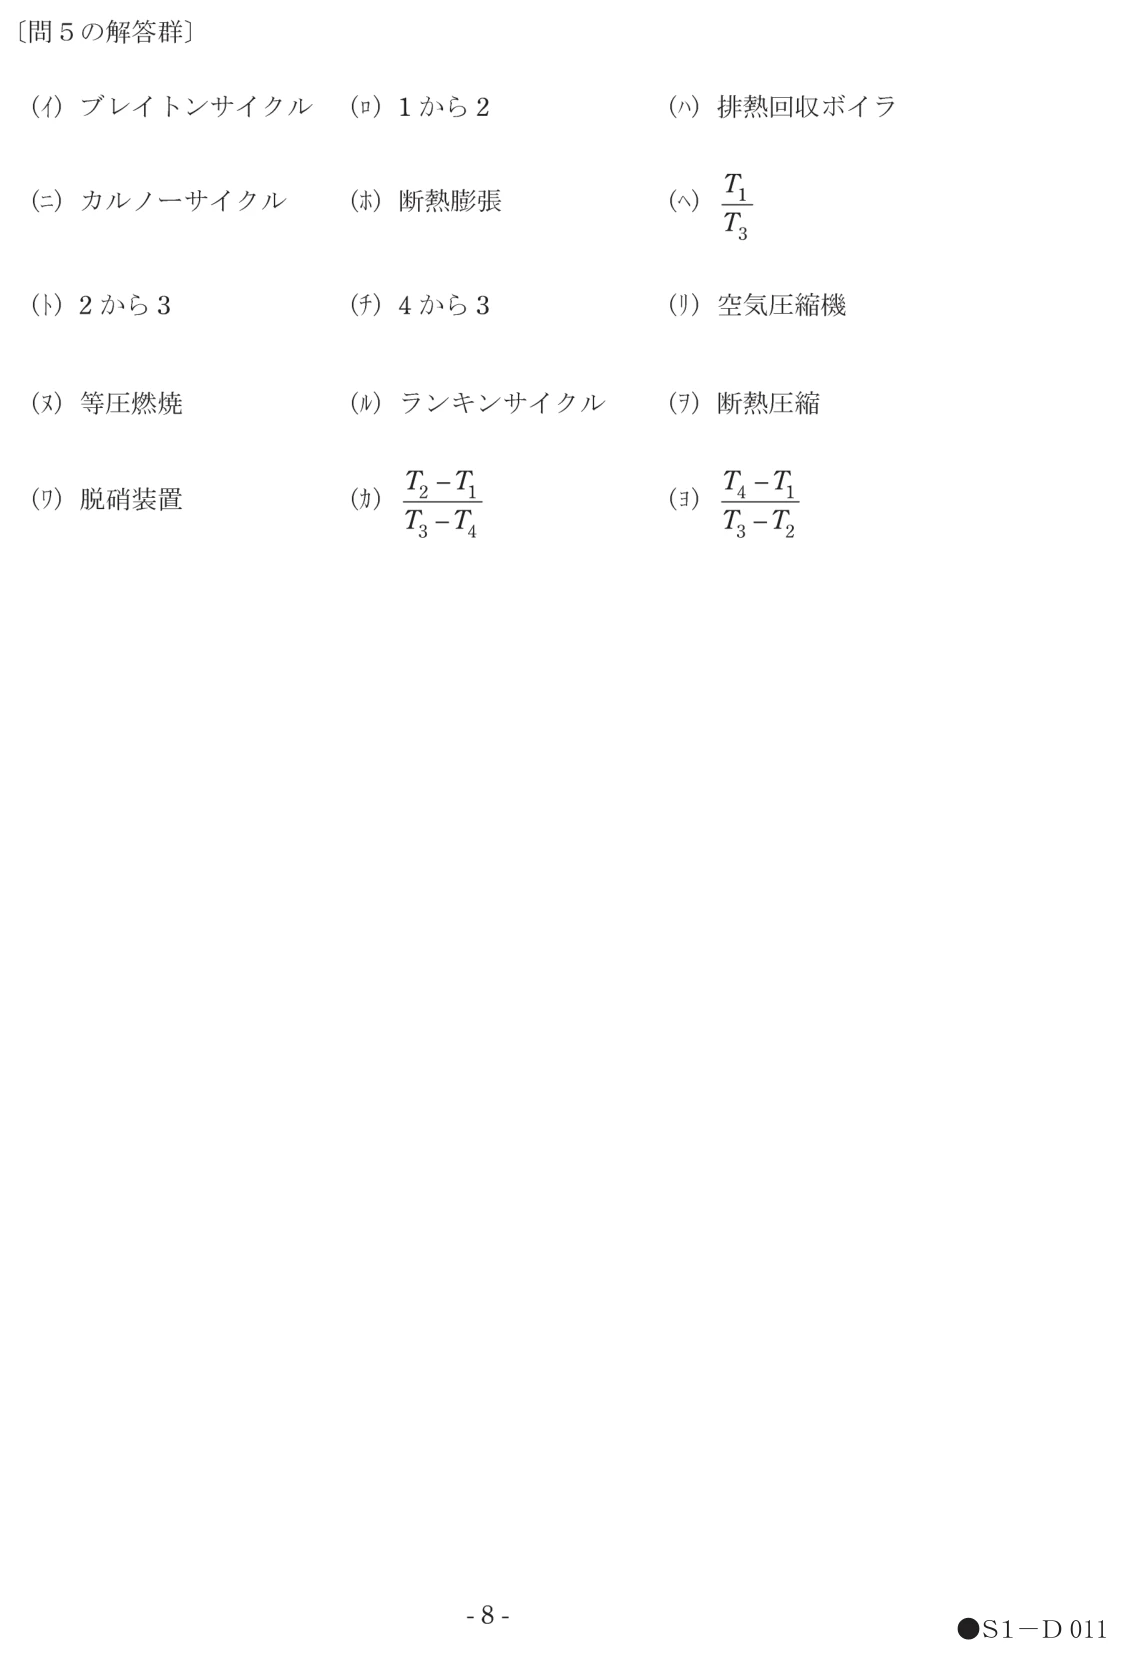 〔問５の解答群〕
(ｲ) ブレイトンサイクル (ﾛ) 1 から 2 (ﾊ) 排熱回収ボイラ
(ﾆ) カルノーサイクル (ﾎ) 断熱膨張 (ﾍ) T₁/T₃
(ﾄ) 2 から 3 (ﾁ) 4 から 3 (ﾘ) 空気圧縮機
(ﾇ) 等圧燃焼 (ﾙ) ランキンサイクル (ｦ) 断熱圧縮
(ﾜ) 脱硝装置 (ｶ) (T₂−T₁)/(T₃−T₄) (ﾖ) (T₄−T₁)/(T₃−T₂)
- 8 -
●S1－D 011